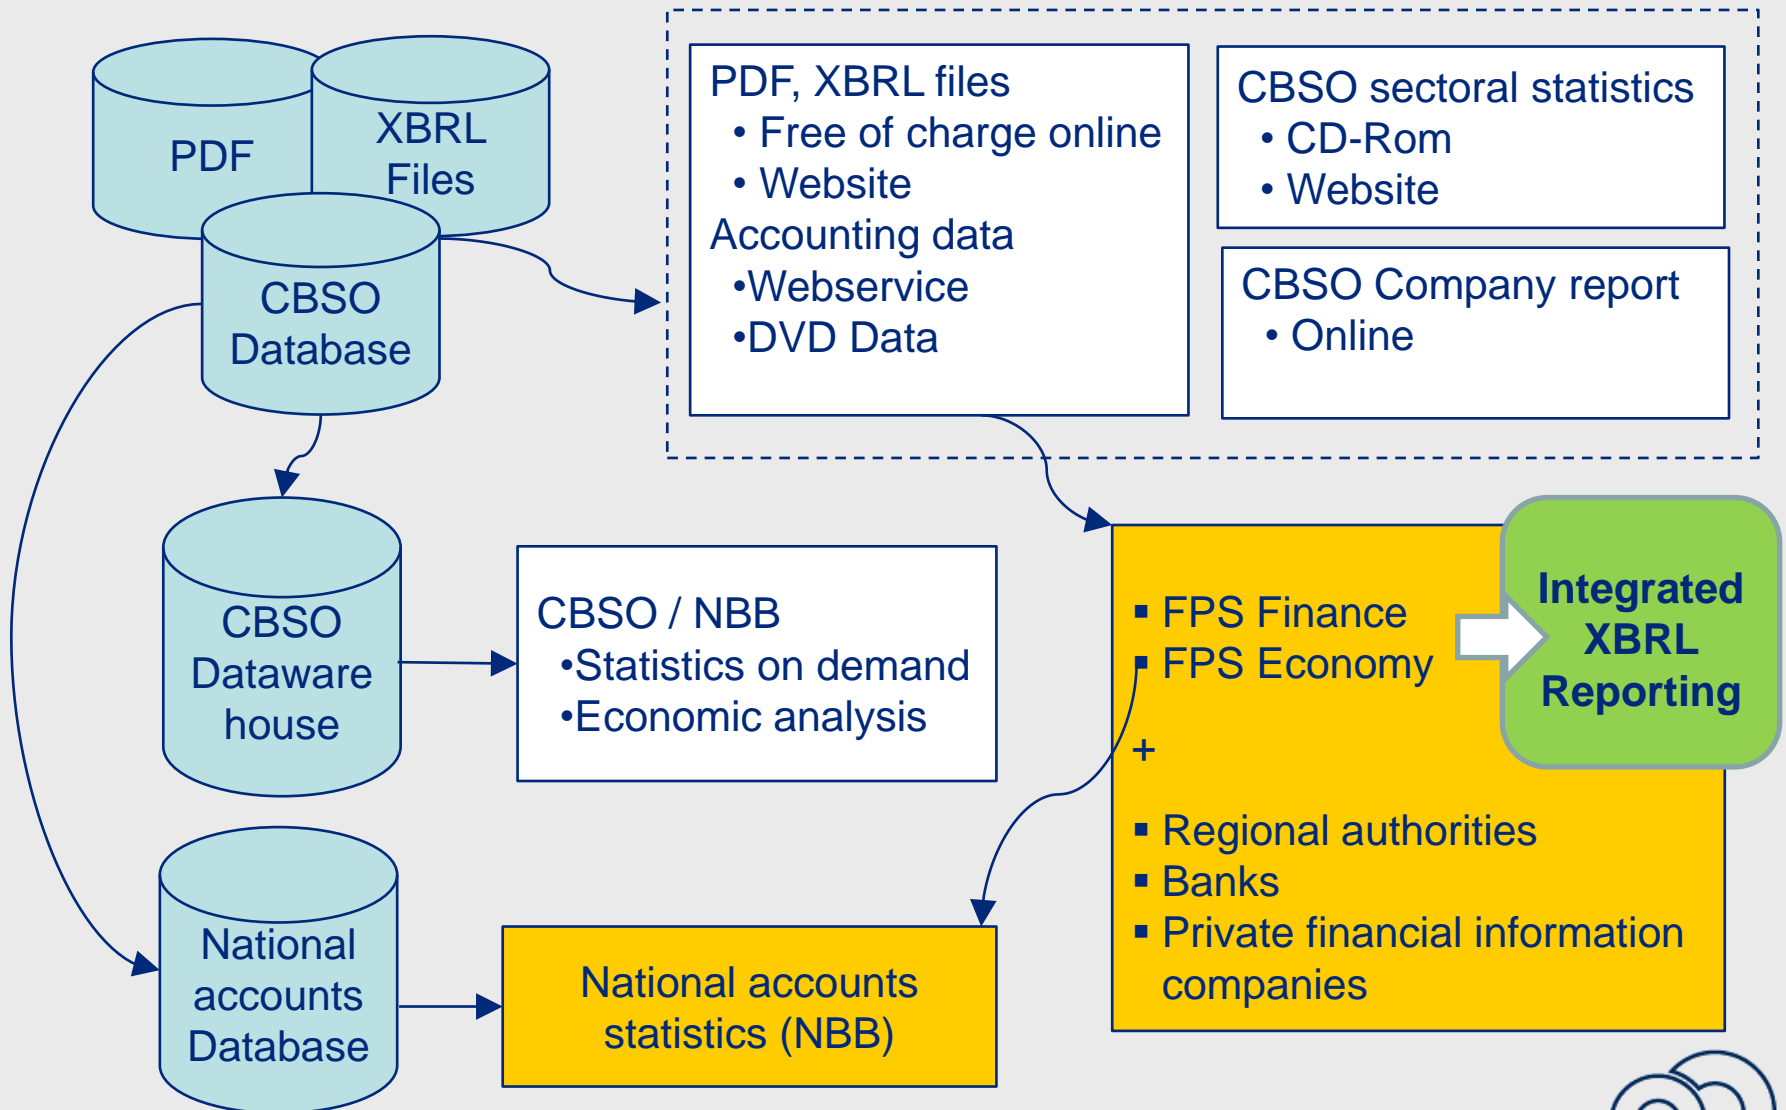 PDF
XBRL
Files
CBSO
Database
PDF, XBRL files
• Free of charge online
• Website
Accounting data
•Webservice
•DVD Data
CBSO sectoral statistics
• CD-Rom
• Website
CBSO Company report
• Online
CBSO
Dataware
house
CBSO / NBB
•Statistics on demand
•Economic analysis
▪ FPS Finance
▪ FPS Economy
+
▪ Regional authorities
▪ Banks
▪ Private financial information
companies
Integrated
XBRL
Reporting
National
accounts
Database
National accounts
statistics (NBB)